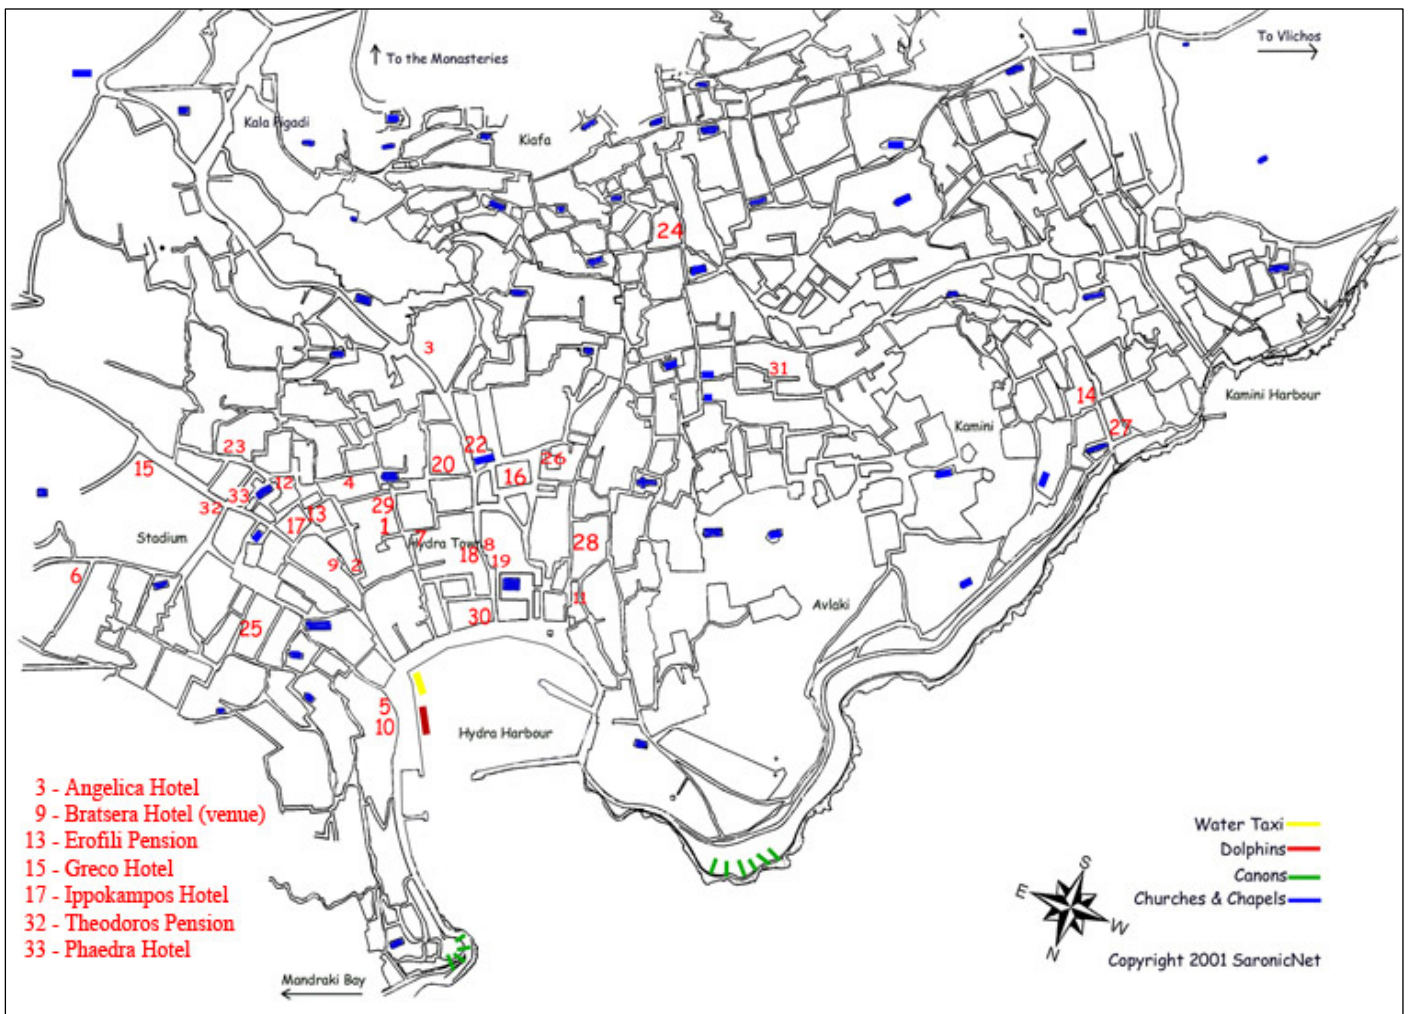 To Vlichos
To the Monasteries
Kala Pigadi
Kiafa
24
3
31
14
Kamini Harbour
27
Kamini
23
22
20
26
15
12
4
16
33
32
29
13
17
1
7
Hydra Town
8
28
Stadium
18
19
9
2
6
11
Avlaki
30
25
5
10
Hydra Harbour
3 - Angelica Hotel
9 - Bratsera Hotel (venue)
13 - Erofili Pension
15 - Greco Hotel
17 - Ippokampos Hotel
32 - Theodoros Pension
33 - Phaedra Hotel
Water Taxi
Dolphins
Canons
Churches & Chapels
S
E
W
N
Copyright 2001 SaronicNet
Mandraki Bay